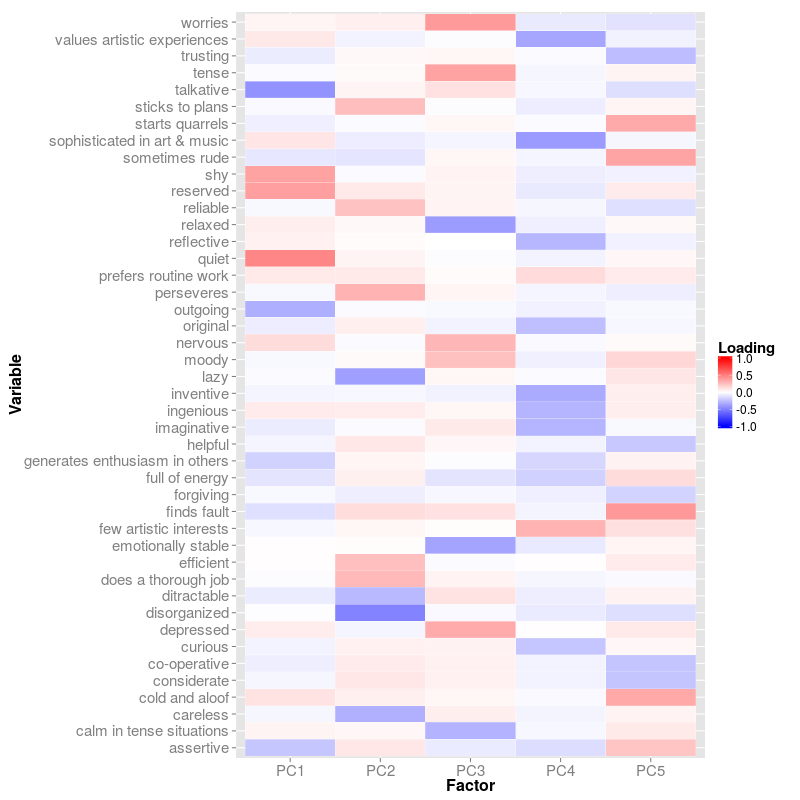 worries
values artistic experiences
trusting
tense
talkative
sticks to plans
starts quarrels
sophisticated in art & music
sometimes rude
shy
reserved
reliable
relaxed
reflective
quiet
prefers routine work
perseveres
outgoing
original
nervous
moody
lazy
inventive
ingenious
imaginative
helpful
generates enthusiasm in others
full of energy
forgiving
finds fault
few artistic interests
emotionally stable
efficient
does a thorough job
ditractable
disorganized
depressed
curious
co-operative
considerate
cold and aloof
careless
calm in tense situations
assertive
Variable
PC1 PC2 PC3 PC4 PC5
Factor
Loading
1.0
0.5
0.0
-0.5
-1.0